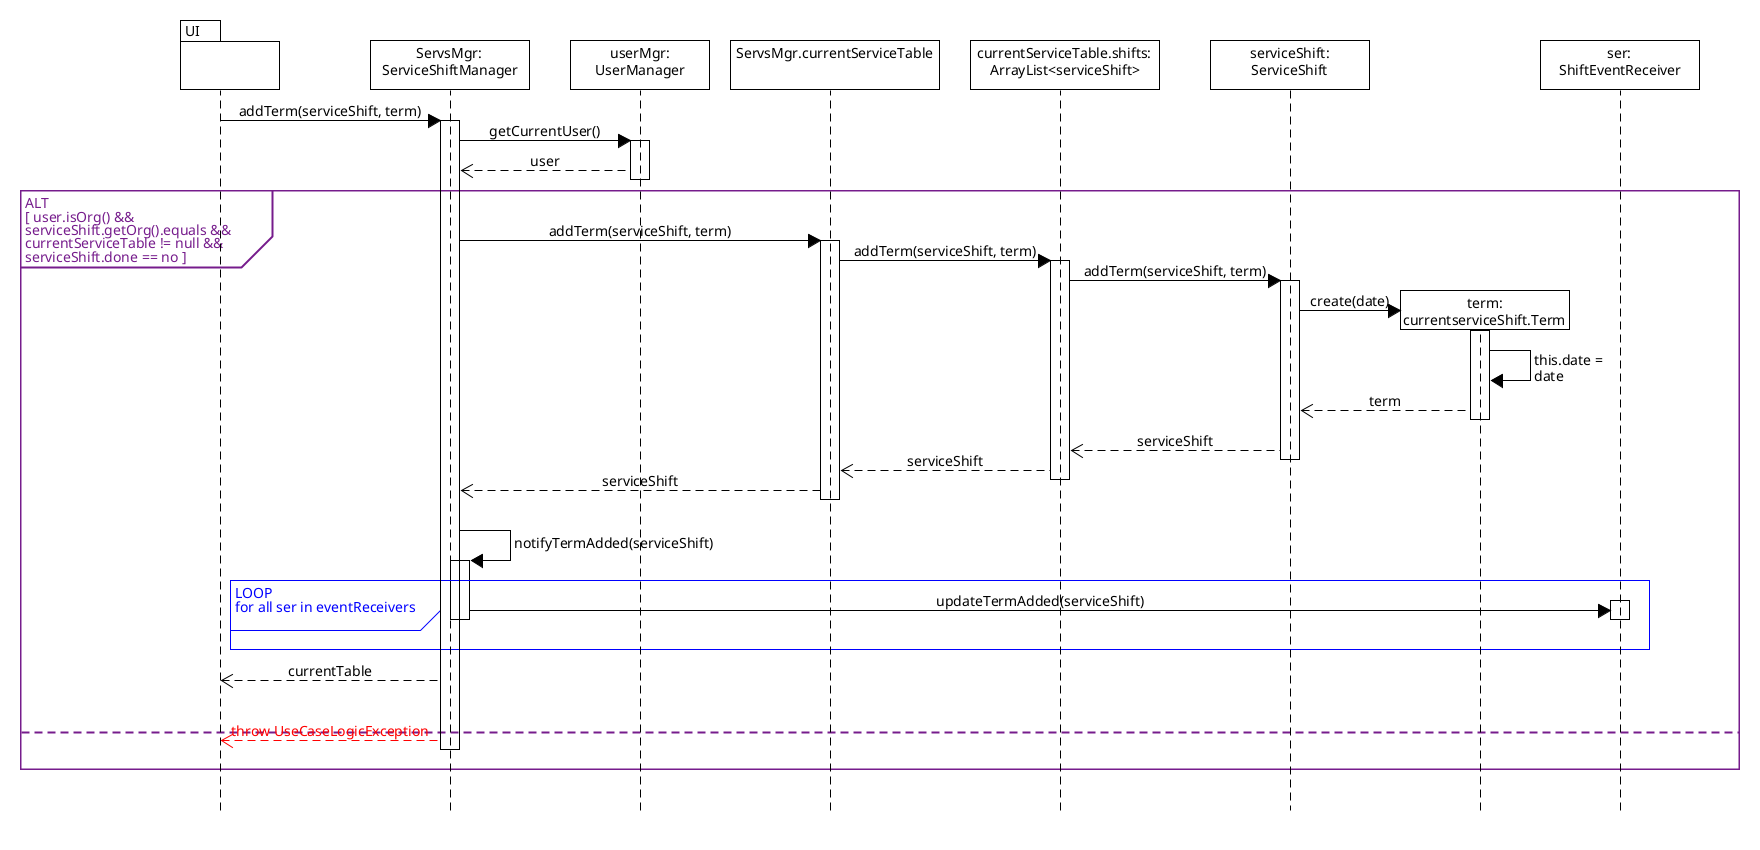 UI
ServsMgr:
ServiceShiftManager
userMgr:
UserManager
ServsMgr.currentServiceTable
currentServiceTable.shifts:
ArrayList<serviceShift>
serviceShift:
ServiceShift
ser:
ShiftEventReceiver
addTerm(serviceShift, term)
getCurrentUser()
user
ALT
[ user.isOrg() &&
serviceShift.getOrg().equals &&
currentServiceTable != null &&
serviceShift.done == no ]
addTerm(serviceShift, term)
addTerm(serviceShift, term)
addTerm(serviceShift, term)
create(date)
term:
currentserviceShift.Term
this.date =
date
term
serviceShift
serviceShift
serviceShift
notifyTermAdded(serviceShift)
LOOP
for all ser in eventReceivers
updateTermAdded(serviceShift)
currentTable
throw UseCaseLogicException